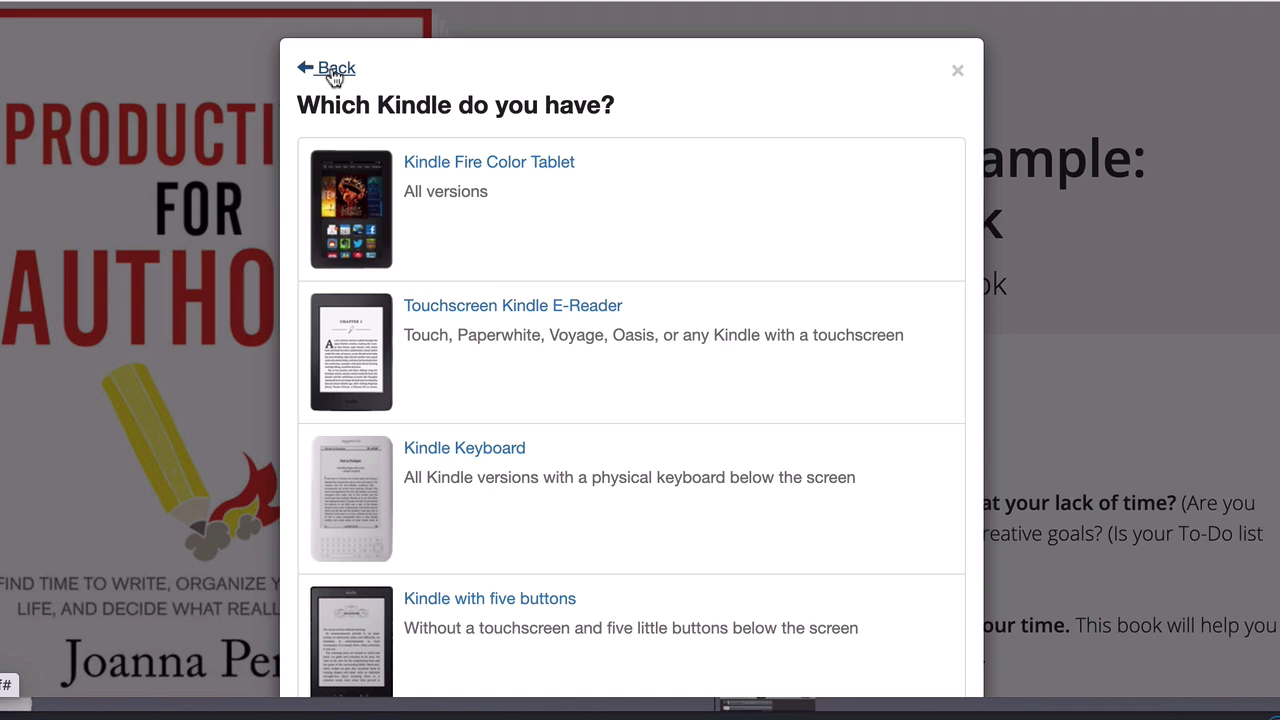 Back
×
Which Kindle do you have?
Kindle Fire Color Tablet
All versions
Touchscreen Kindle E-Reader
Touch, Paperwhite, Voyage, Oasis, or any Kindle with a touchscreen
CHAPTER 1
Kindle Keyboard
All Kindle versions with a physical keyboard below the screen
Kindle with five buttons
Without a touchscreen and five little buttons below the screen
PRODUCTI
FOR
AUTHO
FIND TIME TO WRITE, ORGANIZE Y
LIFE, AND DECIDE WHAT REALL
Joanna Pe
f#
ample:
k
ok
at your lack of time? (Are you
reative goals? (Is your To-Do list
our time. This book will help you